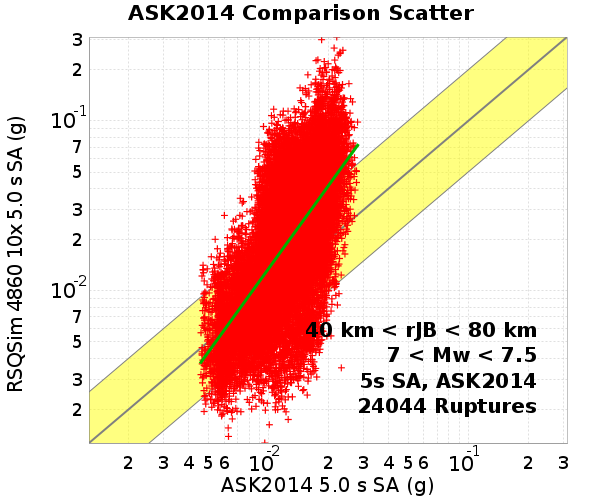 ASK2014 Comparison Scatter
RSQSim 4860 10x 5.0 s SA (g)
3
2
10-1
7
5
3
2
10-2
7
5
3
2
40 km < rJB < 80 km
7 < Mw < 7.5
5s SA, ASK2014
24044 Ruptures
2 3 4 5 6 10-2 2 3 4 5 6 10-1 2 3
ASK2014 5.0 s SA (g)